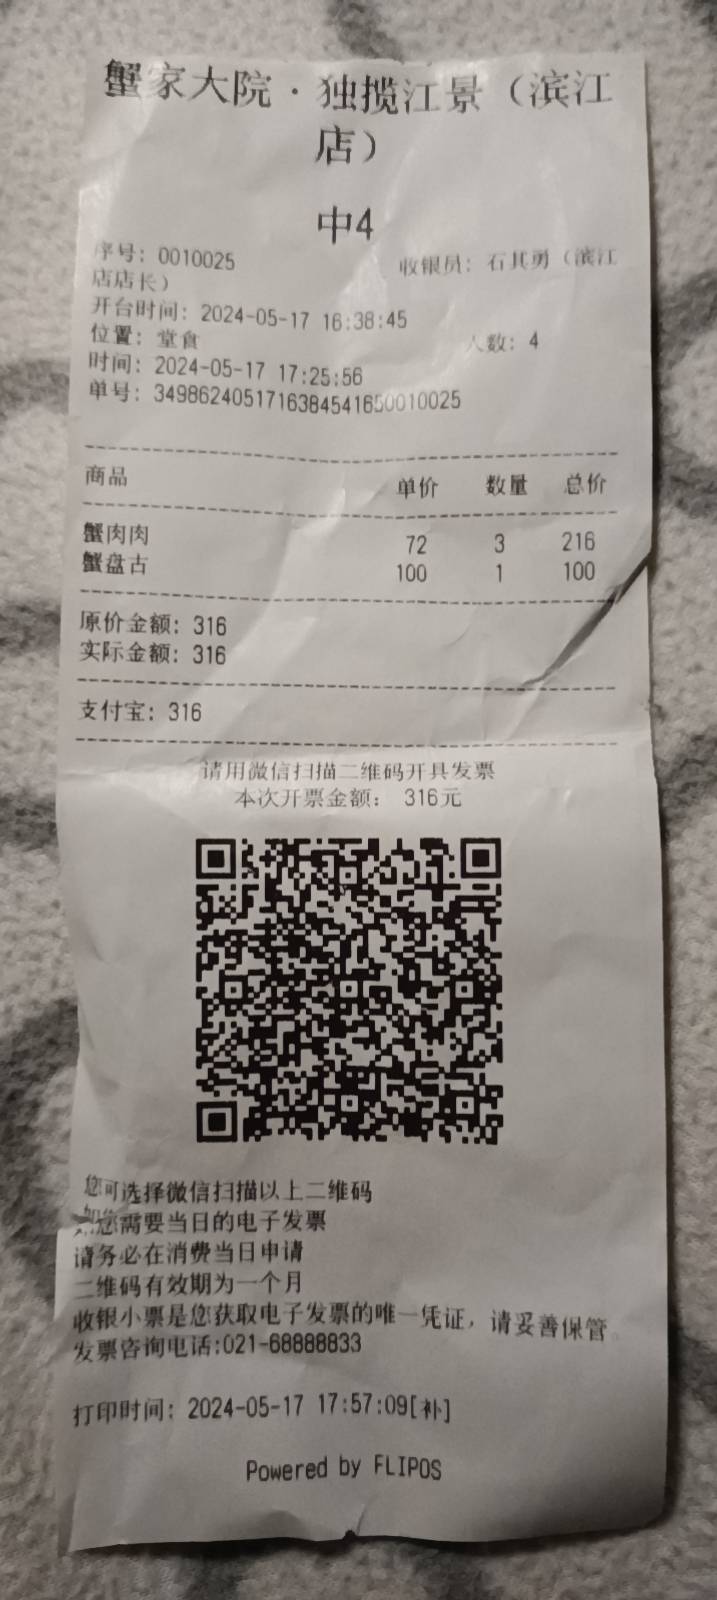 蟹家大院·独揽江景（滨江
店）
中4
序号: 0010025 收银员: 石其勇（滨江
店店长）
开台时间: 2024-05-17 16:38:45
位置: 堂食 人数: 4
时间: 2024-05-17 17:25:56
单号: 3498624051716384541650010025
商品 单价 数量 总价
蟹肉肉 72 3 216
蟹盘古 100 1 100
原价金额: 316
实际金额: 316
支付宝: 316
请用微信扫描二维码开具发票
本次开票金额: 316元
您可选择微信扫描以上二维码
如您需要当日的电子发票
请务必在消费当日申请
二维码有效期为一个月
收银小票是您获取电子发票的唯一凭证，请妥善保管
发票咨询电话:021-68888833
打印时间: 2024-05-17 17:57:09[补]
Powered by FLIPOS